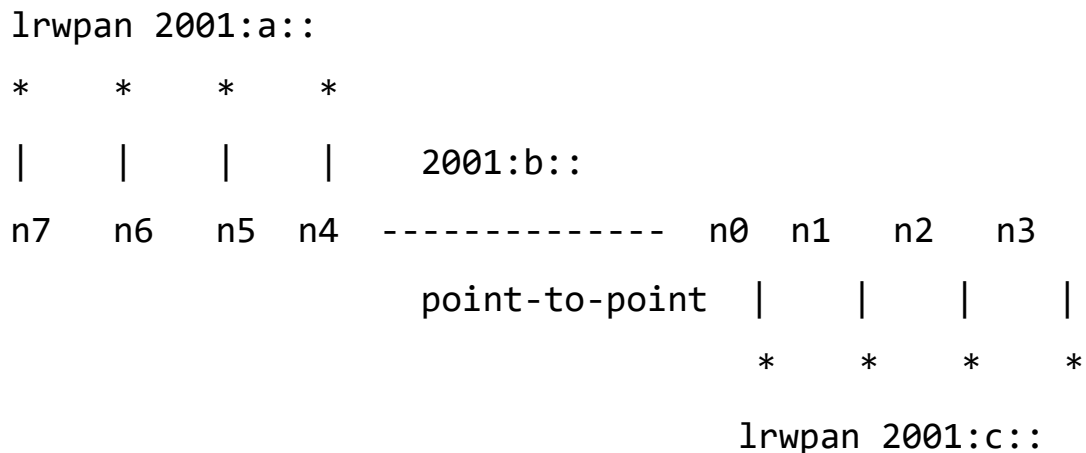 lrwpan 2001:a::
* * * *
| | | | 2001:b::
n7 n6 n5 n4 -------------- n0 n1 n2 n3
point-to-point | | | |
* * * *
lrwpan 2001:c::